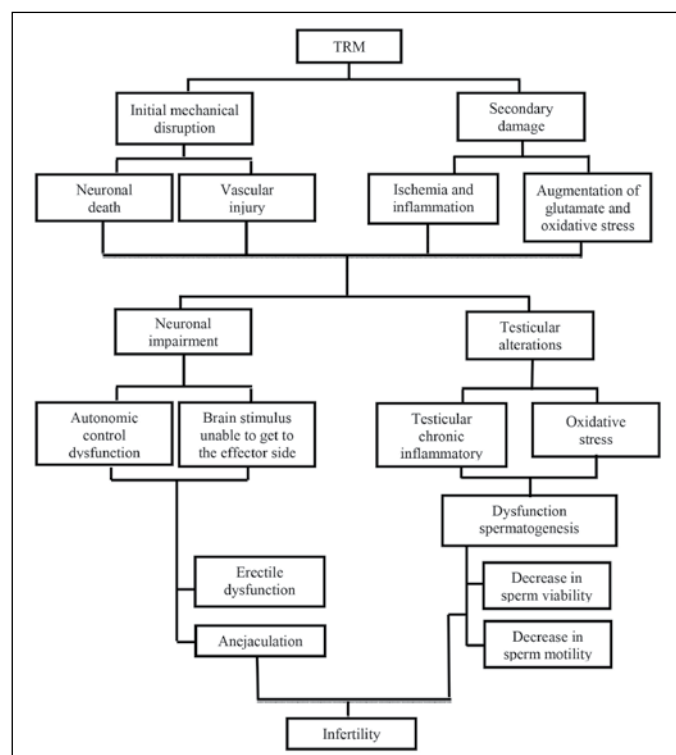 TRM
Initial mechanical
disruption
Secondary
damage
Neuronal
death
Vascular
injury
Ischemia and
inflammation
Augmentation of
glutamate and
oxidative stress
Neuronal
impairment
Testicular
alterations
Autonomic
control
dysfunction
Brain stimulus
unable to get to
the effector side
Testicular
chronic
inflammatory
Oxidative
stress
Dysfunction
spermatogenesis
Erectile
dysfunction
Decrease in
sperm viability
Anejaculation
Decrease in
sperm motility
Infertility